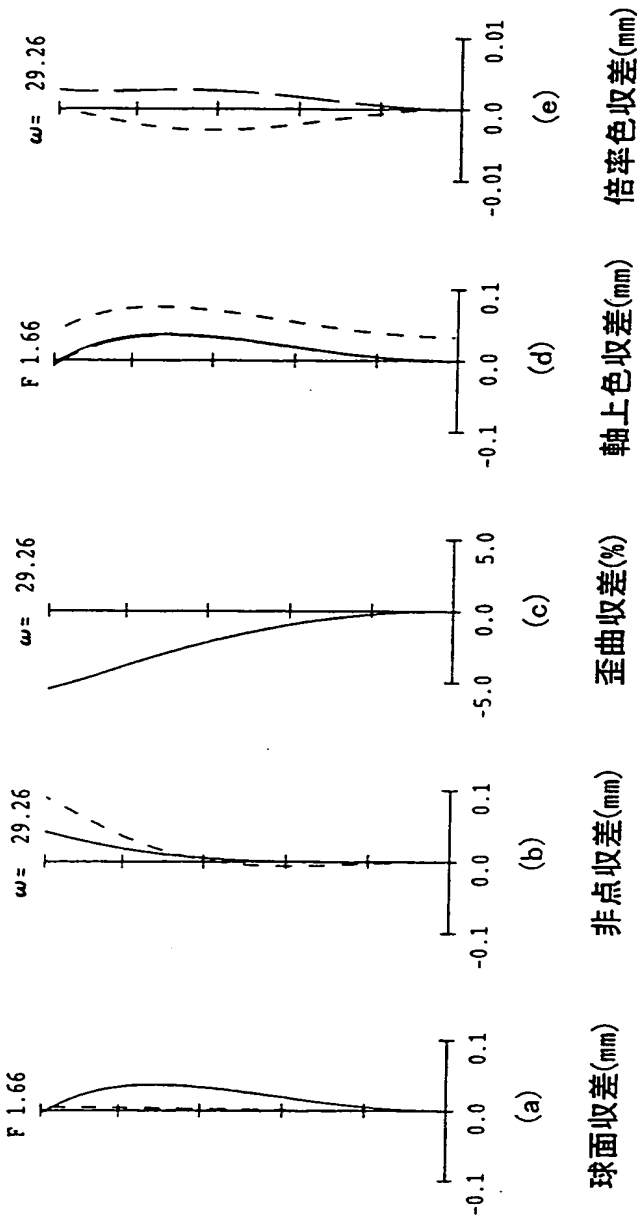 F 1.66
-0.1 0.0 0.1
(a)
球面収差(mm)
ω= 29.26
-0.1 0.0 0.1
(b)
非点収差(mm)
ω= 29.26
-5.0 0.0 5.0
(c)
歪曲収差(%)
F 1.66
-0.1 0.0 0.1
(d)
軸上色収差(mm)
ω= 29.26
-0.01 0.0 0.01
(e)
倍率色収差(mm)